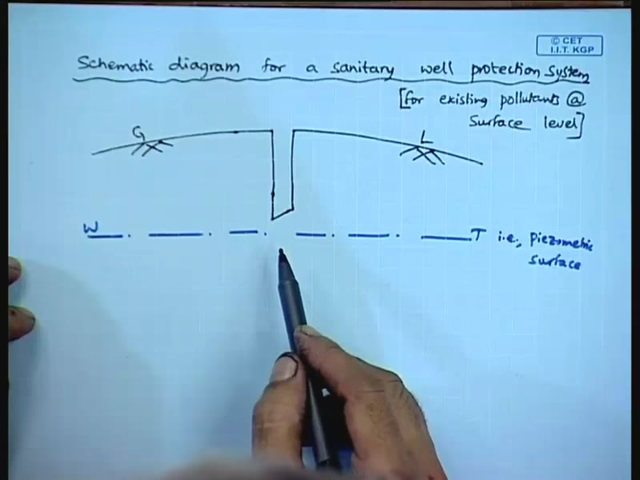 © CET
I.I.T. KGP
Schematic diagram for a sanitary well protection system
[for existing pollutants @
Surface level]
G L
W T i.e., piezometric
surface